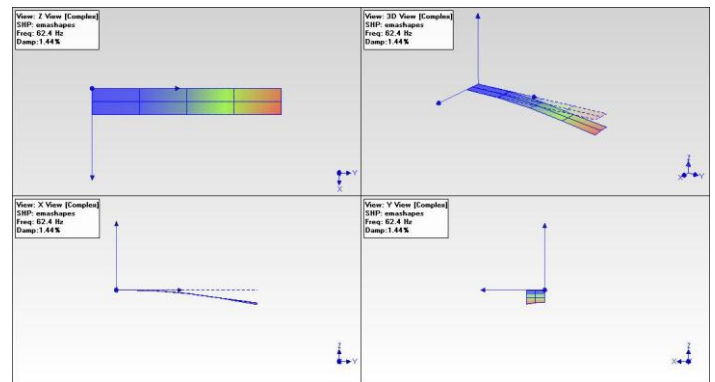 View: Z View [Complex]
SHP: emashapes
Freq: 62.4 Hz
Damp:1.44%
Y
X
View: 3D View [Complex]
SHP: emashapes
Freq: 62.4 Hz
Damp:1.44%
Z
X
Y
View: X View [Complex]
SHP: emashapes
Freq: 62.4 Hz
Damp:1.44%
Z
Y
View: Y View [Complex]
SHP: emashapes
Freq: 62.4 Hz
Damp:1.44%
Z
X